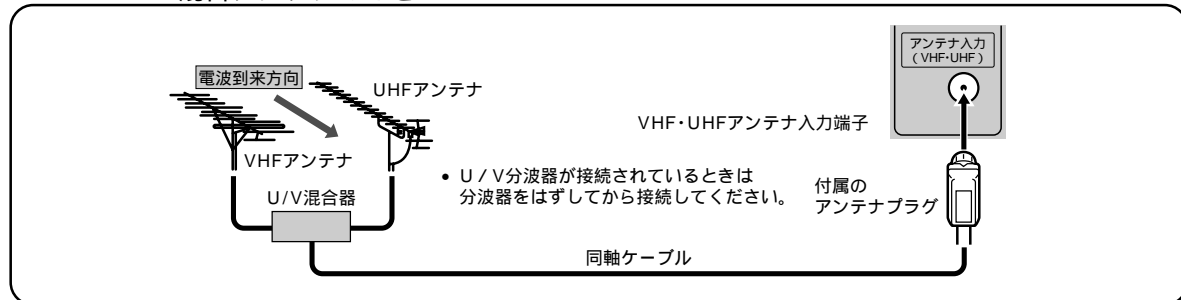 アンテナ入力
(VHF･UHF)
電波到来方向
UHFアンテナ
VHF･UHFアンテナ入力端子
VHFアンテナ
• U/V分波器が接続されているときは
分波器をはずしてから接続してください。
付属の
アンテナプラグ
U/V混合器
同軸ケーブル